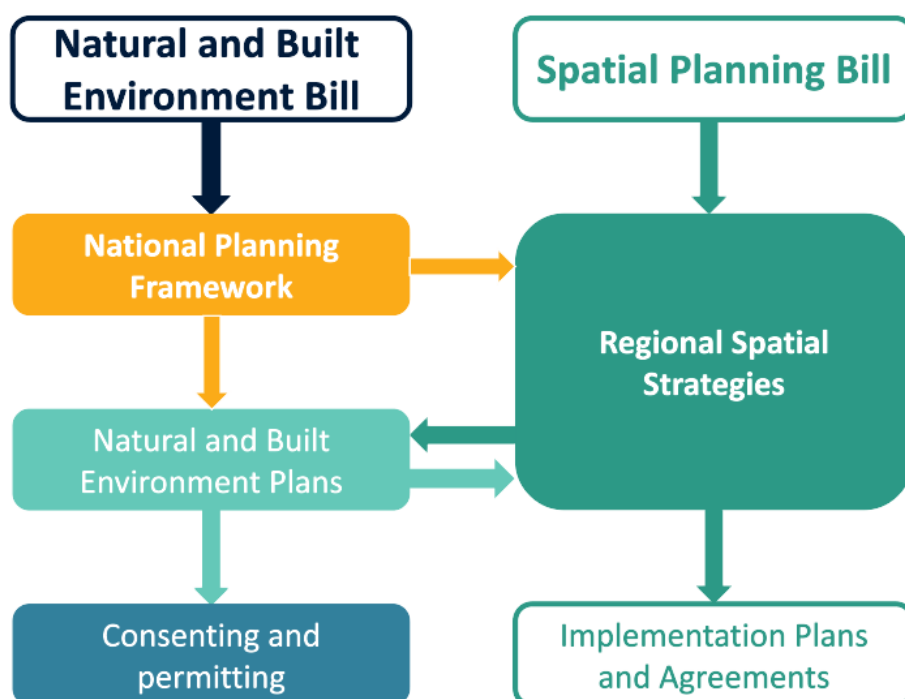 Natural and Built
Environment Bill
Spatial Planning Bill
National Planning
Framework
Regional Spatial
Strategies
Natural and Built
Environment Plans
Consenting and
permitting
Implementation Plans
and Agreements